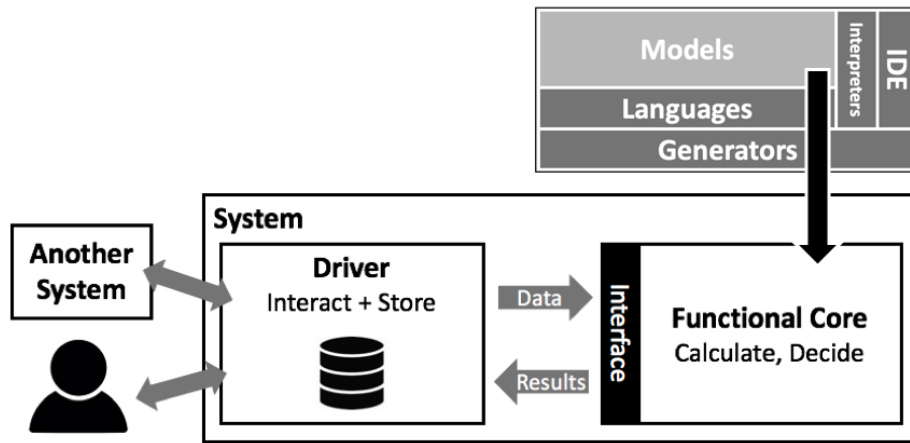 Models
Interpreters
IDE
Languages
Generators
System
Another
System
Driver
Interact + Store
Data
Results
Interface
Functional Core
Calculate, Decide